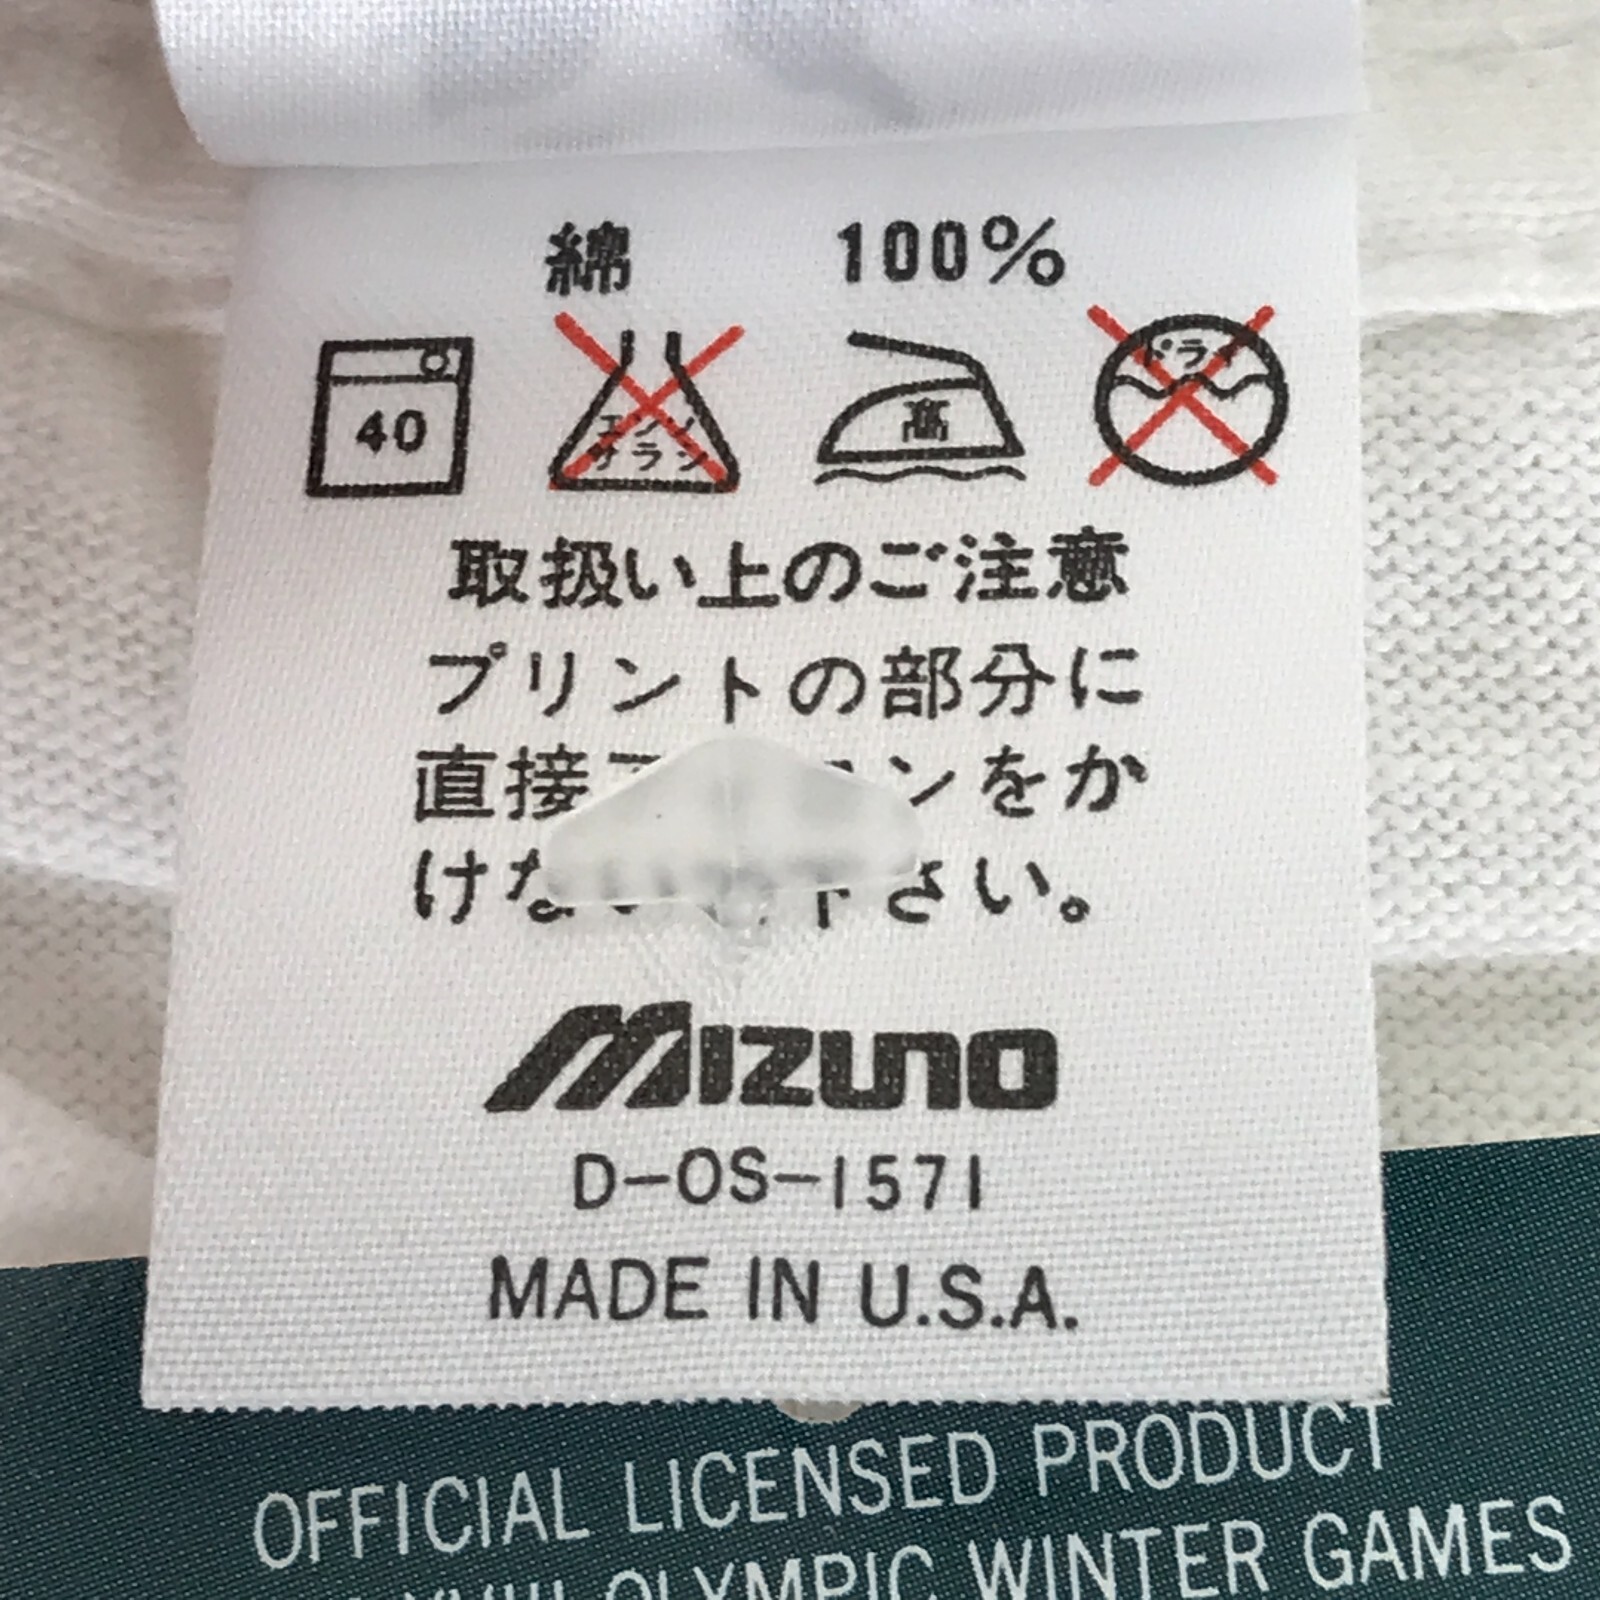 綿 100%
40 高
取扱い上のご注意
プリントの部分に
直接 ンをか
けな さい。
Mizuno
D-OS-1571
MADE IN U.S.A.
OFFICIAL LICENSED PRODUCT
OLYMPIC WINTER GAMES